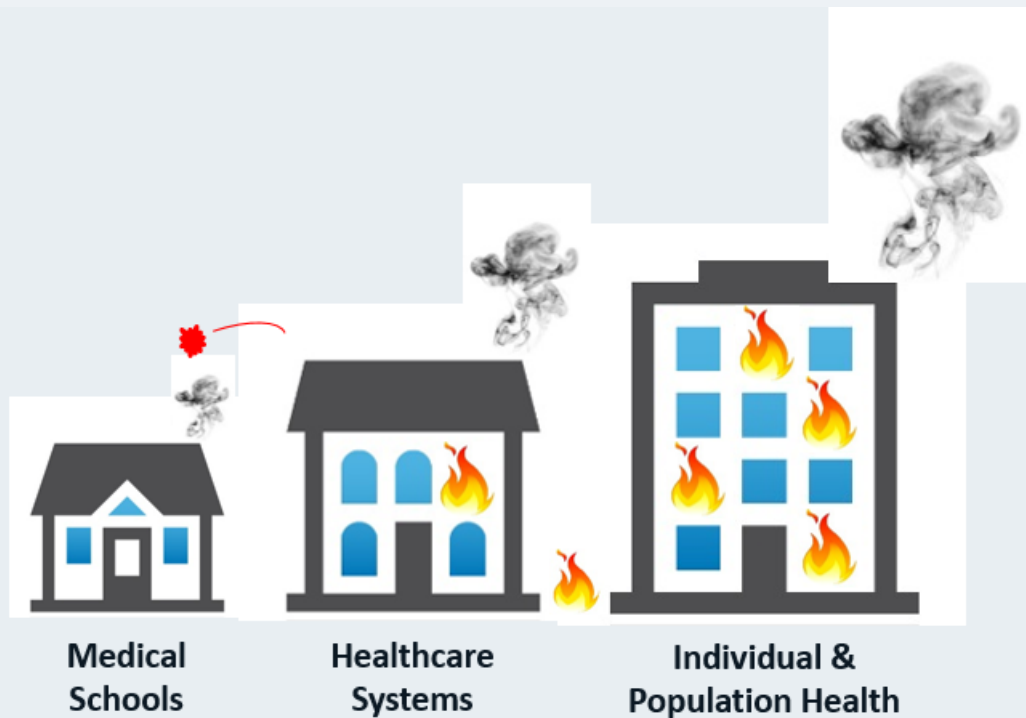 Medical
Schools
Healthcare
Systems
Individual &
Population Health